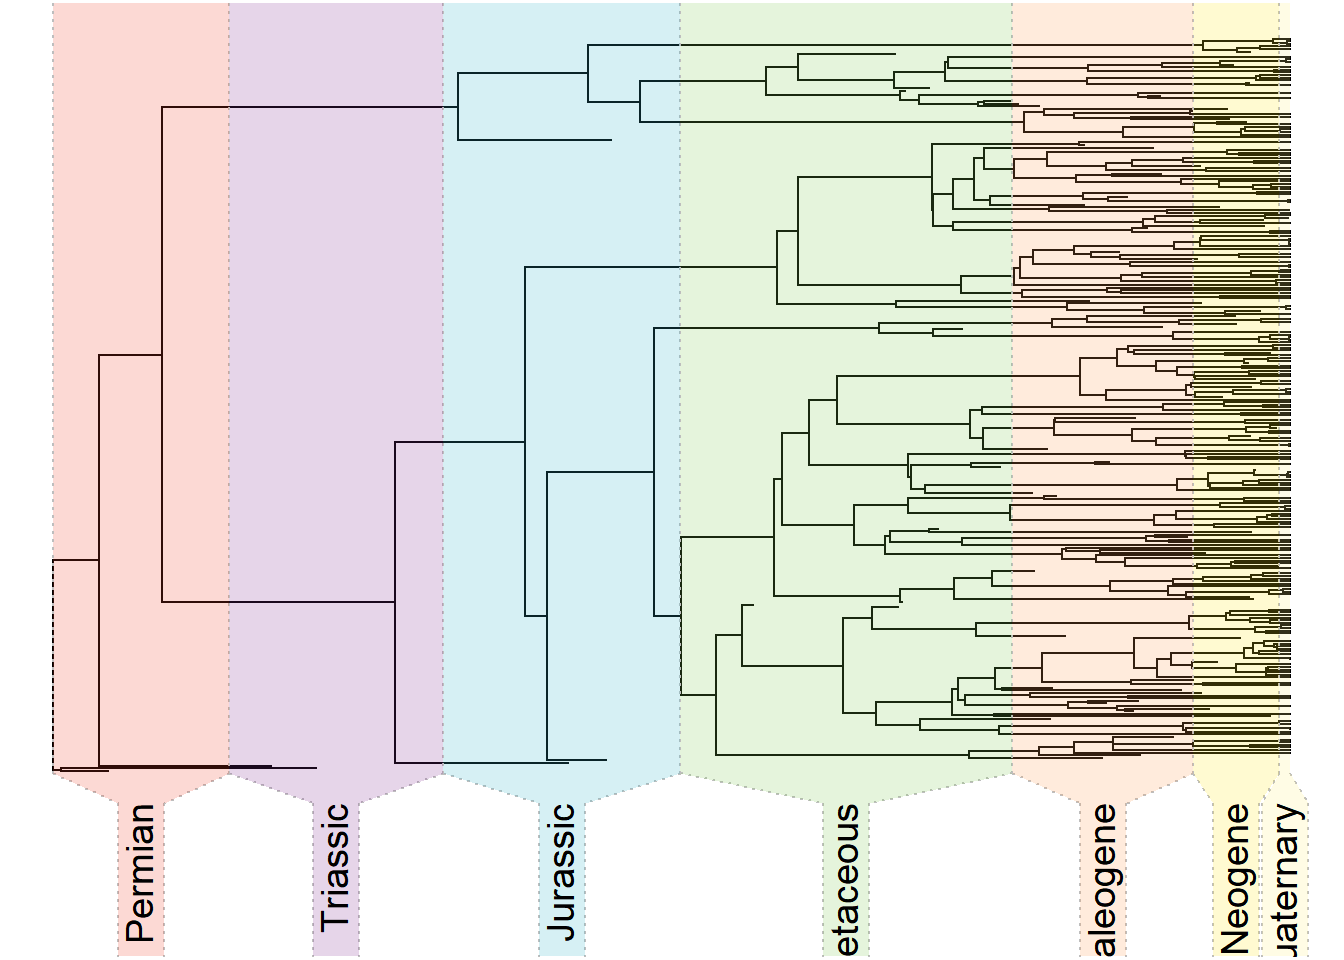 Permian
Triassic
Jurassic
etaceous
aleogene
Neogene
uaternary